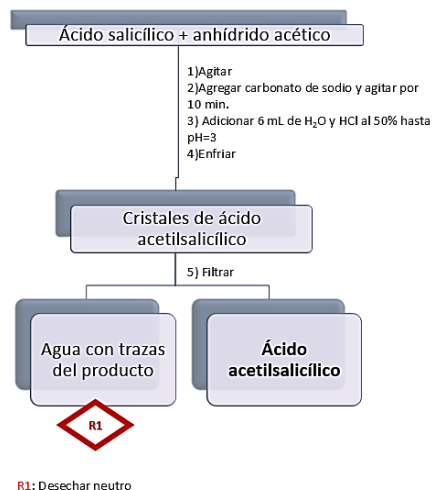 Ácido salicílico + anhídrido acético
1)Agitar
2)Agregar carbonato de sodio y agitar por
10 min.
3) Adicionar 6 mL de H₂O y HCl al 50% hasta
pH=3
4)Enfriar
Cristales de ácido
acetilsalicílico
5) Filtrar
Agua con trazas
del producto
Ácido
acetilsalicílico
R1
R1: Desechar neutro